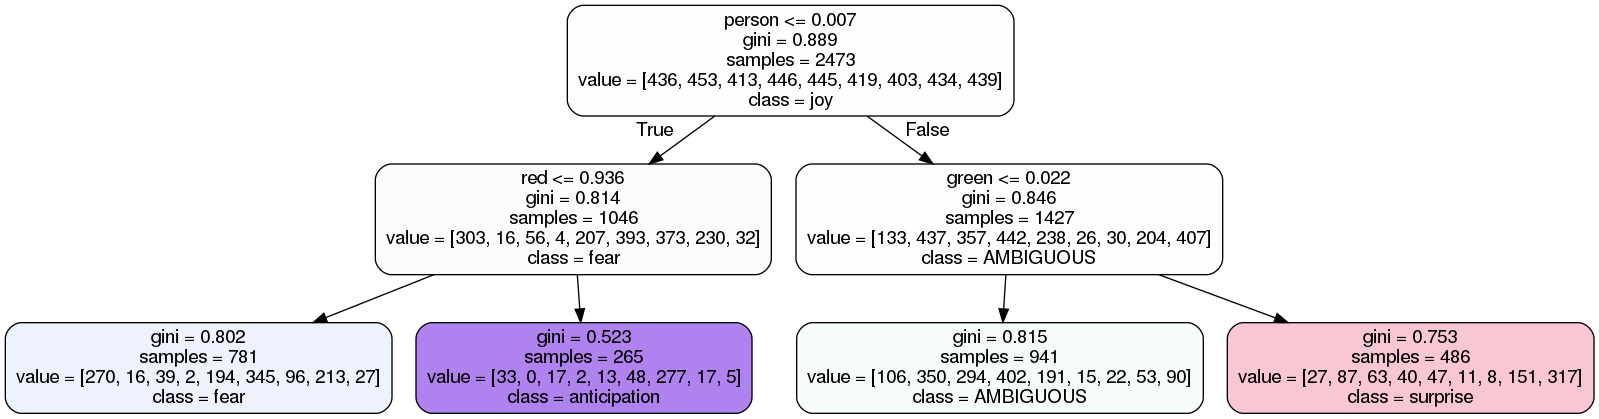 person <= 0.007
gini = 0.889
samples = 2473
value = [436, 453, 413, 446, 445, 419, 403, 434, 439]
class = joy
True
False
red <= 0.936
gini = 0.814
samples = 1046
value = [303, 16, 56, 4, 207, 393, 373, 230, 32]
class = fear
green <= 0.022
gini = 0.846
samples = 1427
value = [133, 437, 357, 442, 238, 26, 30, 204, 407]
class = AMBIGUOUS
gini = 0.802
samples = 781
value = [270, 16, 39, 2, 194, 345, 96, 213, 27]
class = fear
gini = 0.523
samples = 265
value = [33, 0, 17, 2, 13, 48, 277, 17, 5]
class = anticipation
gini = 0.815
samples = 941
value = [106, 350, 294, 402, 191, 15, 22, 53, 90]
class = AMBIGUOUS
gini = 0.753
samples = 486
value = [27, 87, 63, 40, 47, 11, 8, 151, 317]
class = surprise